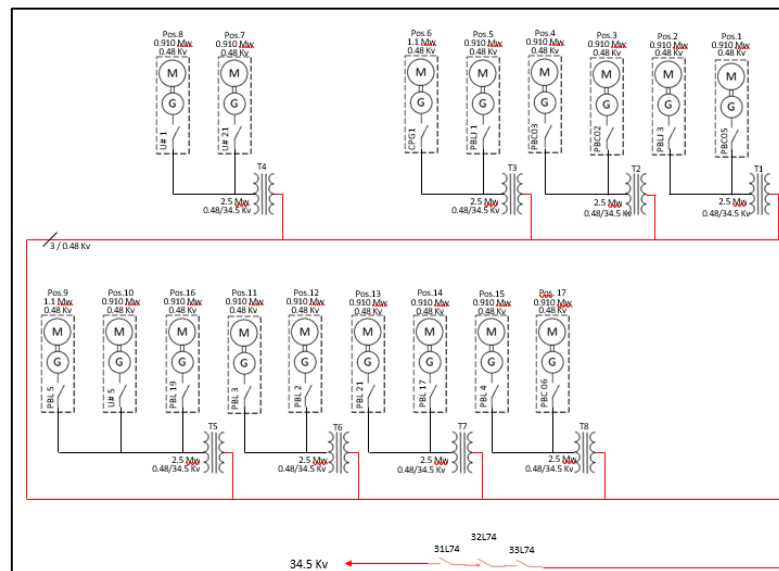 Pos.8
0.910 Mw
0.48 Kv
Pos.7
0.910 Mw
0.48 Kv
Pos.6
1.1 Mw
0.48 Kv
Pos.5
0.910 Mw
0.48 Kv
Pos.4
0.910 Mw
0.48 Kv
Pos.3
0.910 Mw
0.48 Kv
Pos.2
0.910 Mw
0.48 Kv
Pos.1
0.910 Mw
0.48 Kv
M
M
M
M
M
M
M
M
G
G
G
G
G
G
G
G
U# 1
U# 21
CPG1
PBLJ 1
PBC03
PBC02
PBLJ 3
PBC05
T4
T3
T2
T1
2.5 Mw
0.48/34.5 Kv
2.5 Mw
0.48/34.5 Kv
2.5 Mw
0.48/34.5 Kv
2.5 Mw
0.48/34.5 Kv
3 / 0.48 Kv
Pos.9
1.1 Mw
0.48 Kv
Pos.10
0.910 Mw
0.48 Kv
Pos.16
0.910 Mw
0.48 Kv
Pos.11
0.910 Mw
0.48 Kv
Pos.12
0.910 Mw
0.48 Kv
Pos.13
0.910 Mw
0.48 Kv
Pos.14
0.910 Mw
0.48 Kv
Pos.15
0.910 Mw
0.48 Kv
Pos. 17
0.910 Mw
0.48 Kv
M
M
M
M
M
M
M
M
M
G
G
G
G
G
G
G
G
G
PBL 5
U# 5
PBL 19
PBL 3
PBL 2
PBL 21
PBL 17
PBL 4
PBC 06
T5
T6
T7
T8
2.5 Mw
0.48/34.5 Kv
2.5 Mw
0.48/34.5 Kv
2.5 Mw
0.48/34.5 Kv
2.5 Mw
0.48/34.5 Kv
34.5 Kv
31L74
32L74
33L74